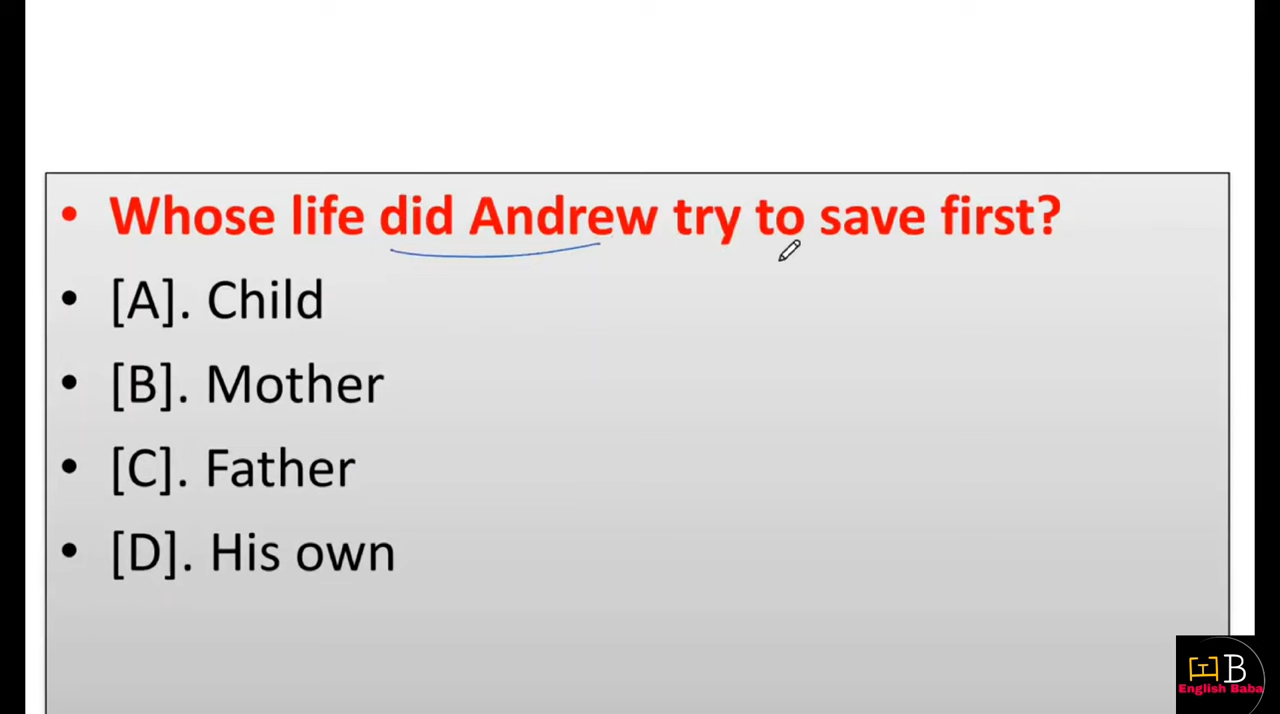 • Whose life did Andrew try to save first?
• [A]. Child
• [B]. Mother
• [C]. Father
• [D]. His own
B
English Baba